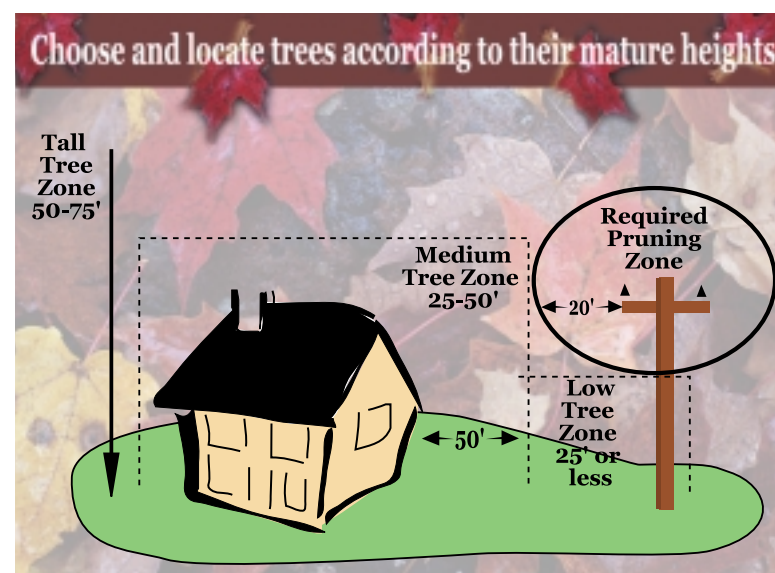 Choose and locate trees according to their mature heights
Tall
Tree
Zone
50-75'
Medium
Tree Zone
25-50'
Required
Pruning
Zone
20'
Low
Tree
Zone
25' or
less
50'